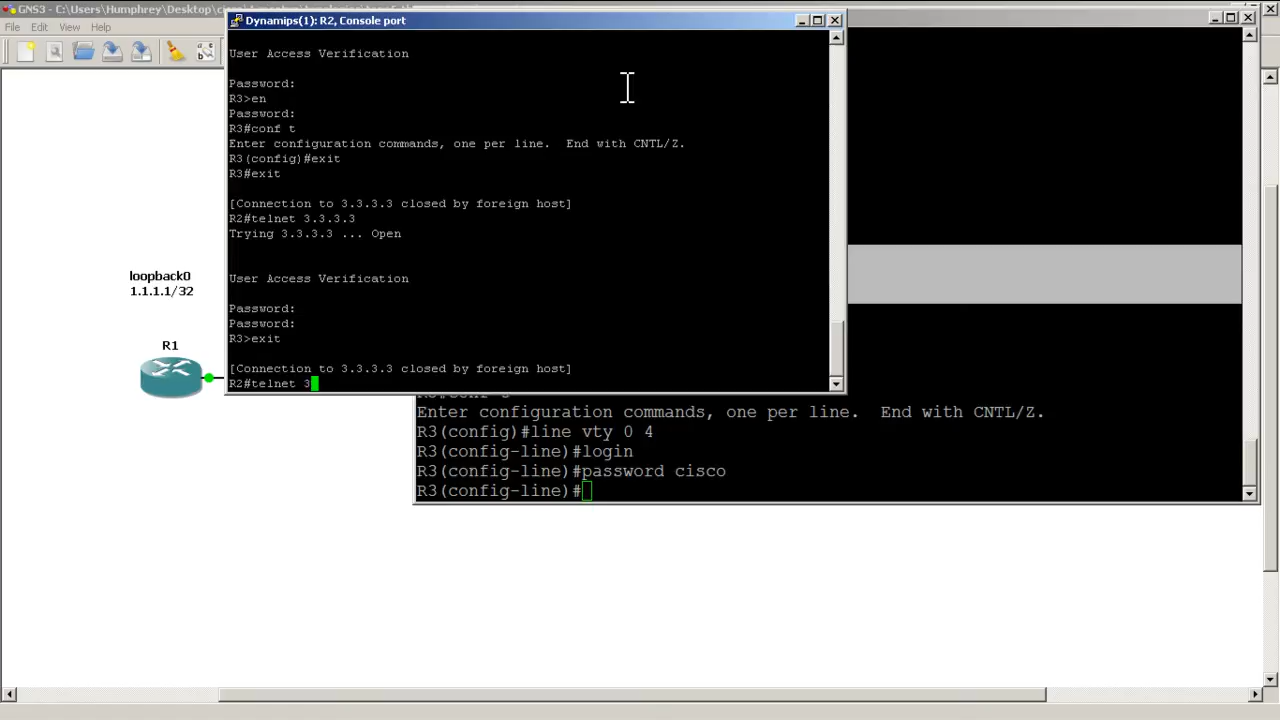 GNS3 - C:\Users\Humphrey\Desktop\
Dynamips(1): R2, Console port
File Edit View Help
User Access Verification
Password:
R3>en
Password:
R3#conf t
Enter configuration commands, one per line.  End with CNTL/Z.
R3(config)#exit
R3#exit
[Connection to 3.3.3.3 closed by foreign host]
R2#telnet 3.3.3.3
Trying 3.3.3.3 ... Open
User Access Verification
Password:
Password:
R3>exit
[Connection to 3.3.3.3 closed by foreign host]
R2#telnet 3
loopback0
1.1.1.1/32
R1
Enter configuration commands, one per line.  End with CNTL/Z.
R3(config)#line vty 0 4
R3(config-line)#login
R3(config-line)#password cisco
R3(config-line)#